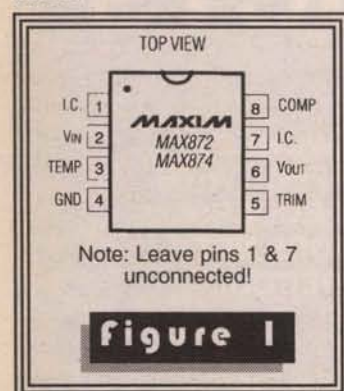 TOP VIEW
I.C. 1
VIN 2
TEMP 3
GND 4
MAXIM
MAX872
MAX874
8 COMP
7 I.C.
6 VOUT
5 TRIM
Note: Leave pins 1 & 7
unconnected!
Figure 1